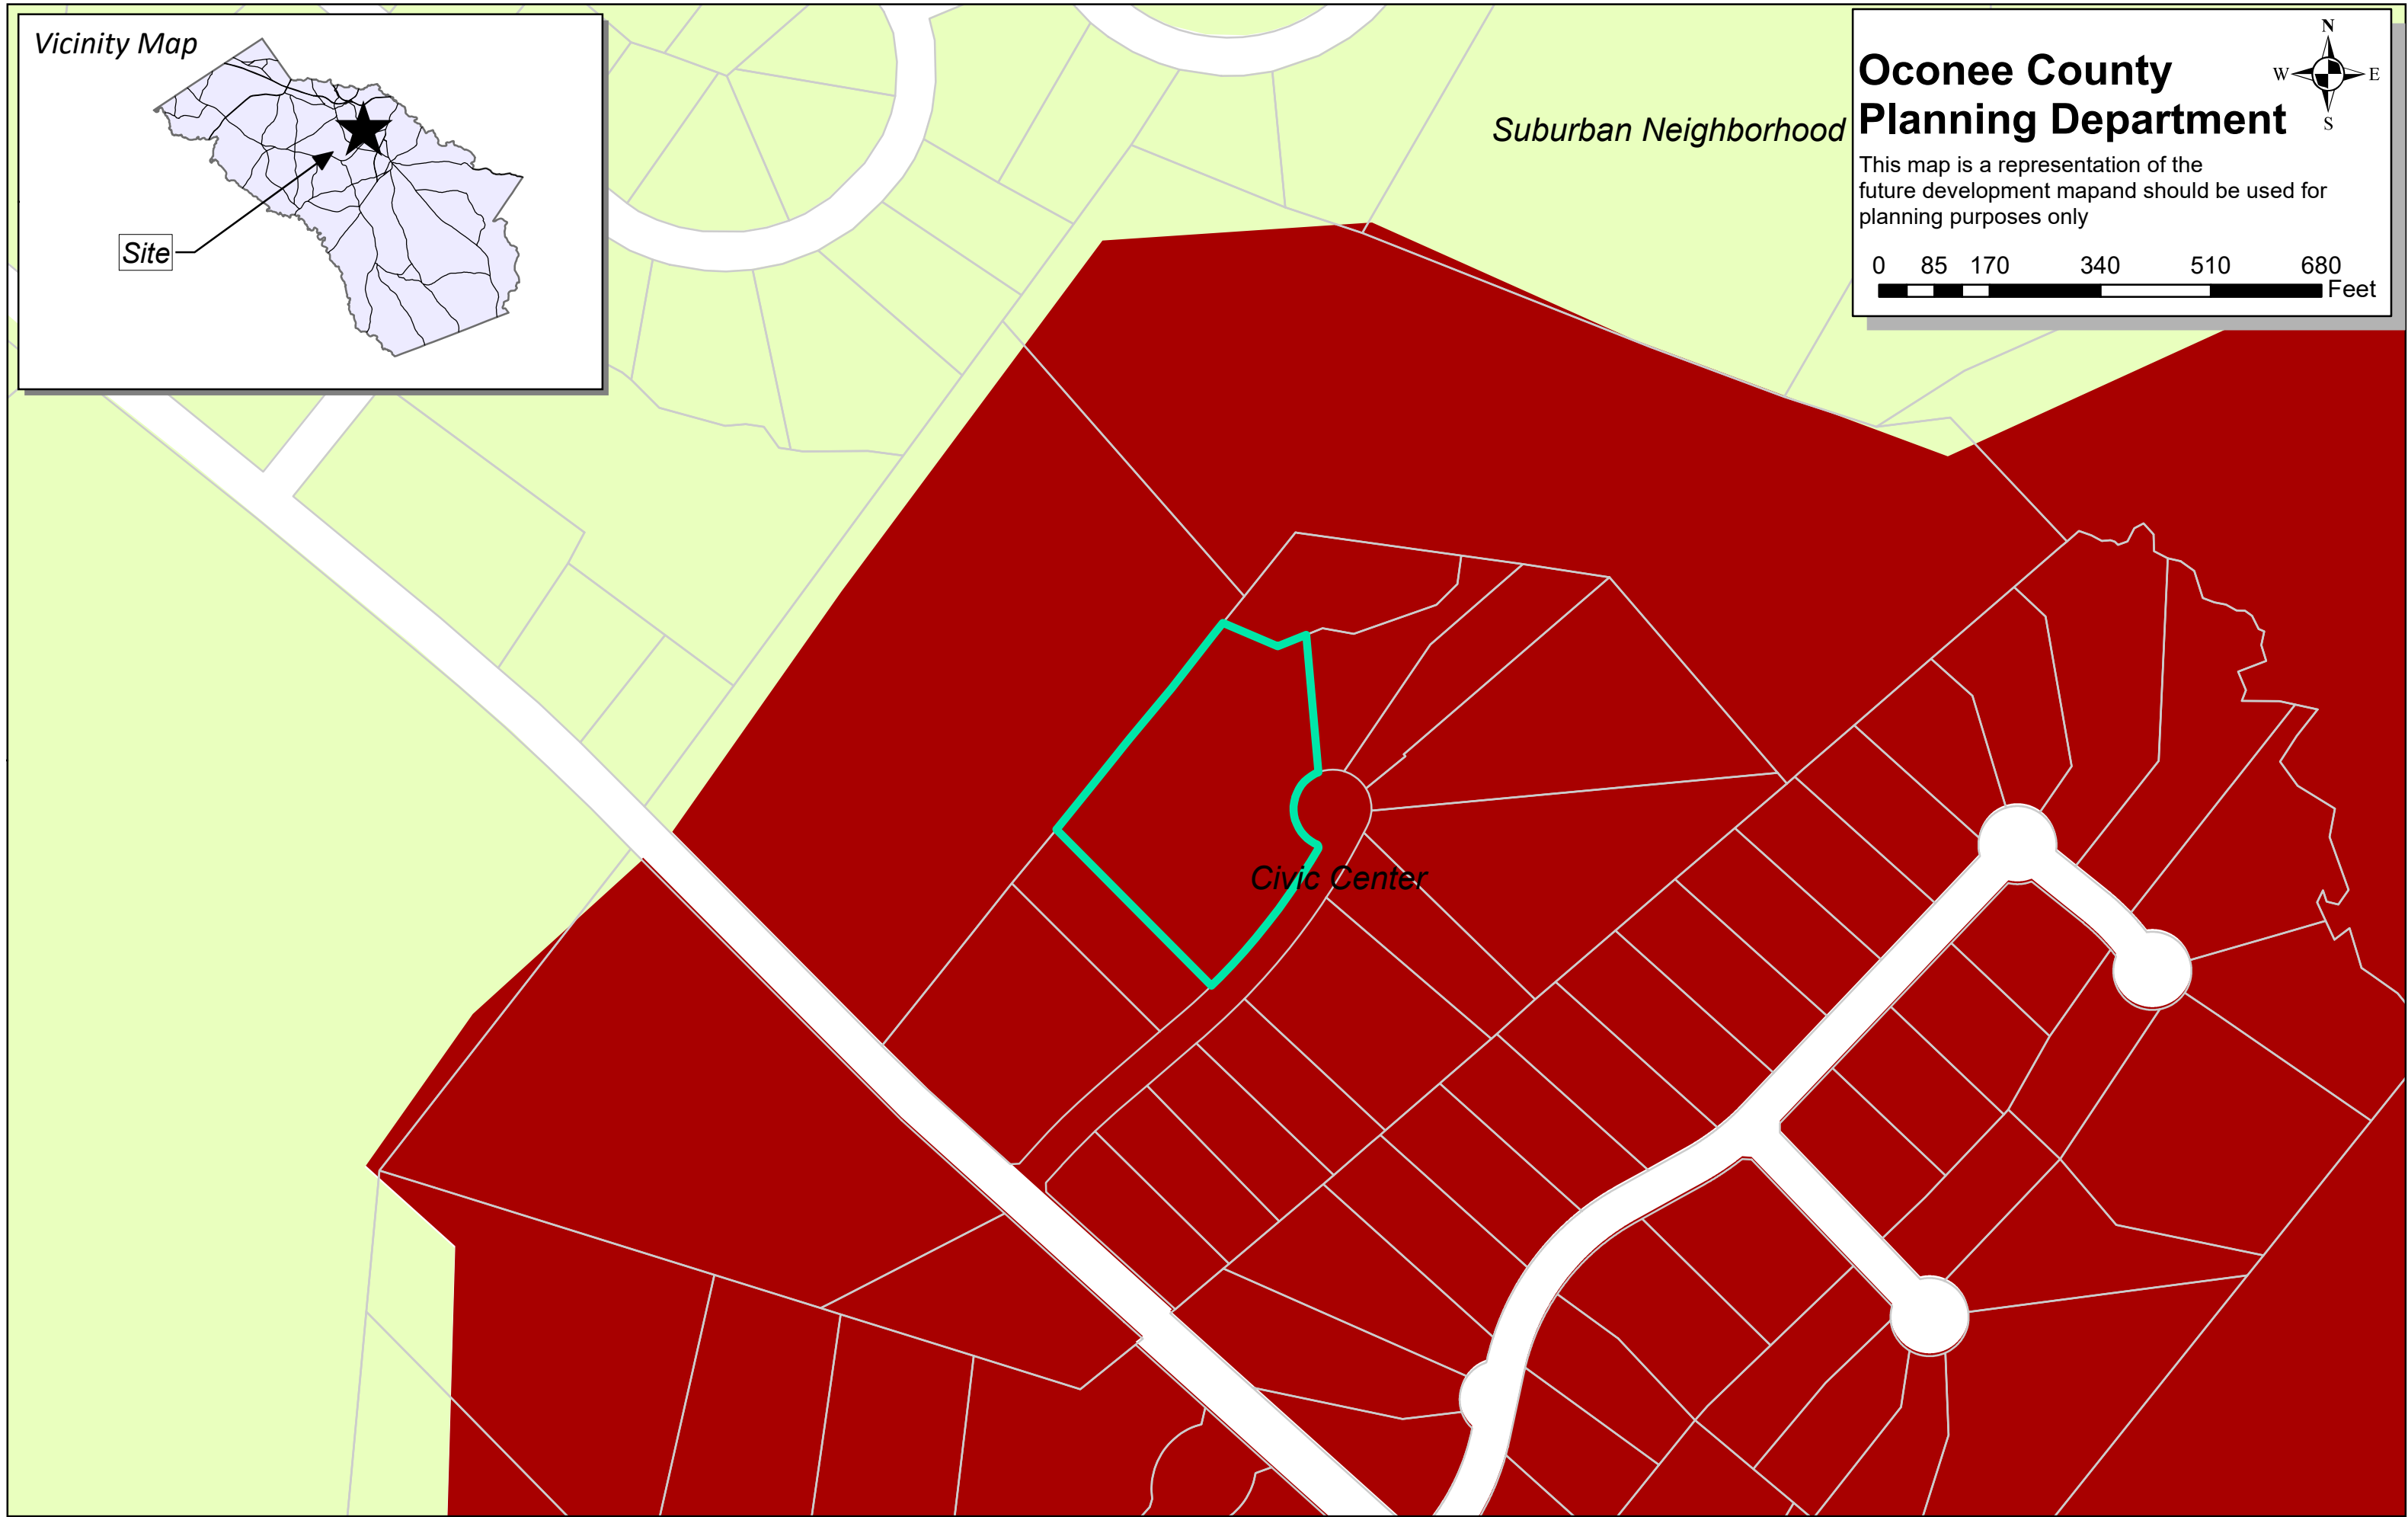 Vicinity Map
Site
Suburban Neighborhood
Oconee County
Planning Department
N
W E
S
This map is a representation of the
future development mapand should be used for
planning purposes only
0 85 170 340 510 680
Feet
Civic Center